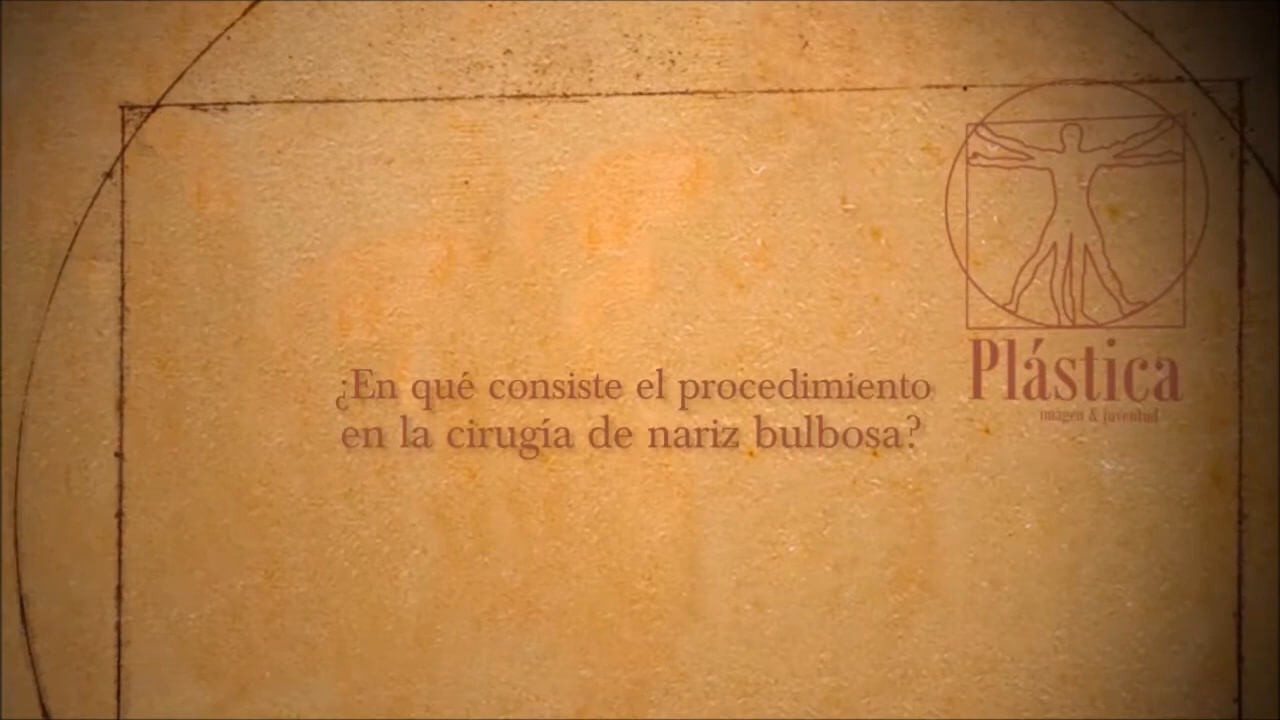 ¿En qué consiste el procedimiento
en la cirugía de nariz bulbosa?
Plástica
imagen & juventud